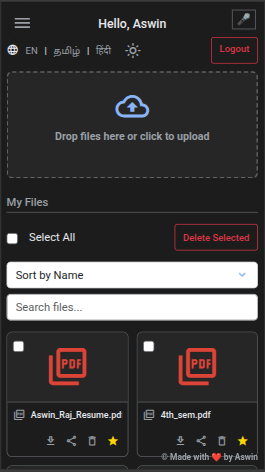 Hello, Aswin
EN | தமிழ் | हिंदी
Logout
Drop files here or click to upload
My Files
Select All
Delete Selected
Sort by Name
Search files...
PDF
PDF
Aswin_Raj_Resume.pd
4th_sem.pdf
© Made with ❤️ by Aswin